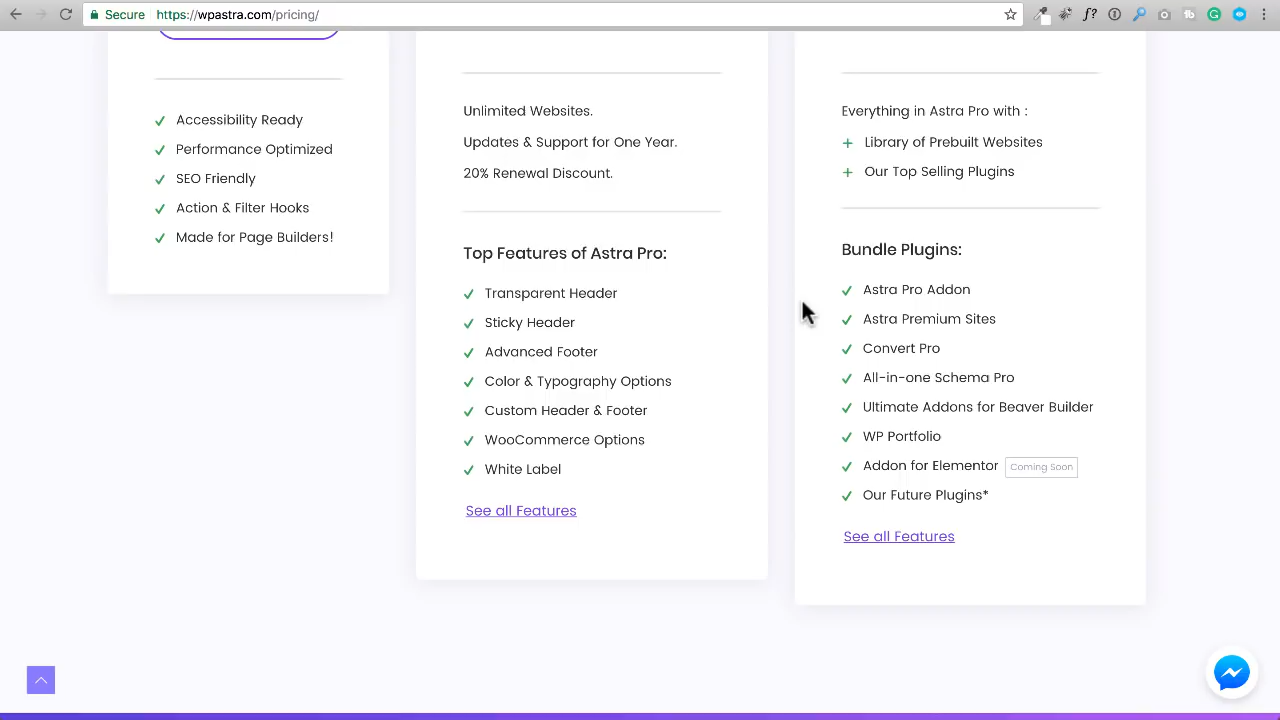 Secure
https://wpastra.com/pricing/
Accessibility Ready
Performance Optimized
SEO Friendly
Action & Filter Hooks
Made for Page Builders!
Unlimited Websites.
Updates & Support for One Year.
20% Renewal Discount.
Top Features of Astra Pro:
Transparent Header
Sticky Header
Advanced Footer
Color & Typography Options
Custom Header & Footer
WooCommerce Options
White Label
See all Features
Everything in Astra Pro with :
Library of Prebuilt Websites
Our Top Selling Plugins
Bundle Plugins:
Astra Pro Addon
Astra Premium Sites
Convert Pro
All-in-one Schema Pro
Ultimate Addons for Beaver Builder
WP Portfolio
Addon for Elementor Coming Soon
Our Future Plugins*
See all Features